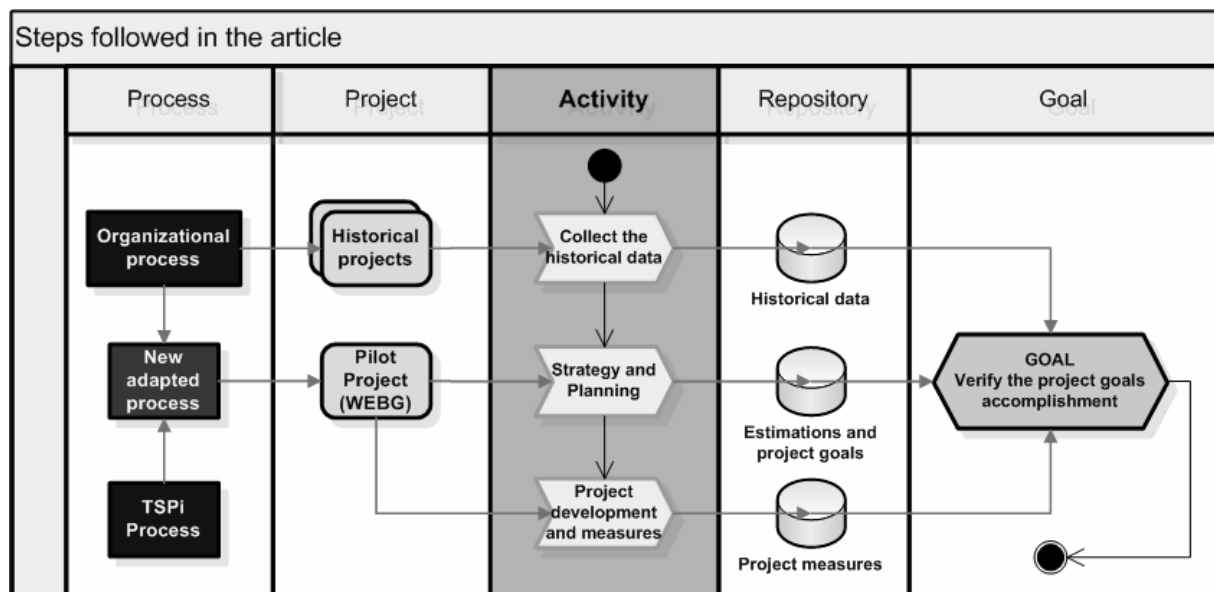 Steps followed in the article
Process
Project
Activity
Repository
Goal
Organizational
process
Historical
projects
Collect the
historical data
Historical data
New
adapted
process
Pilot
Project
(WEBG)
Strategy and
Planning
Estimations and
project goals
GOAL
Verify the project goals
accomplishment
TSPi
Process
Project
development
and measures
Project measures